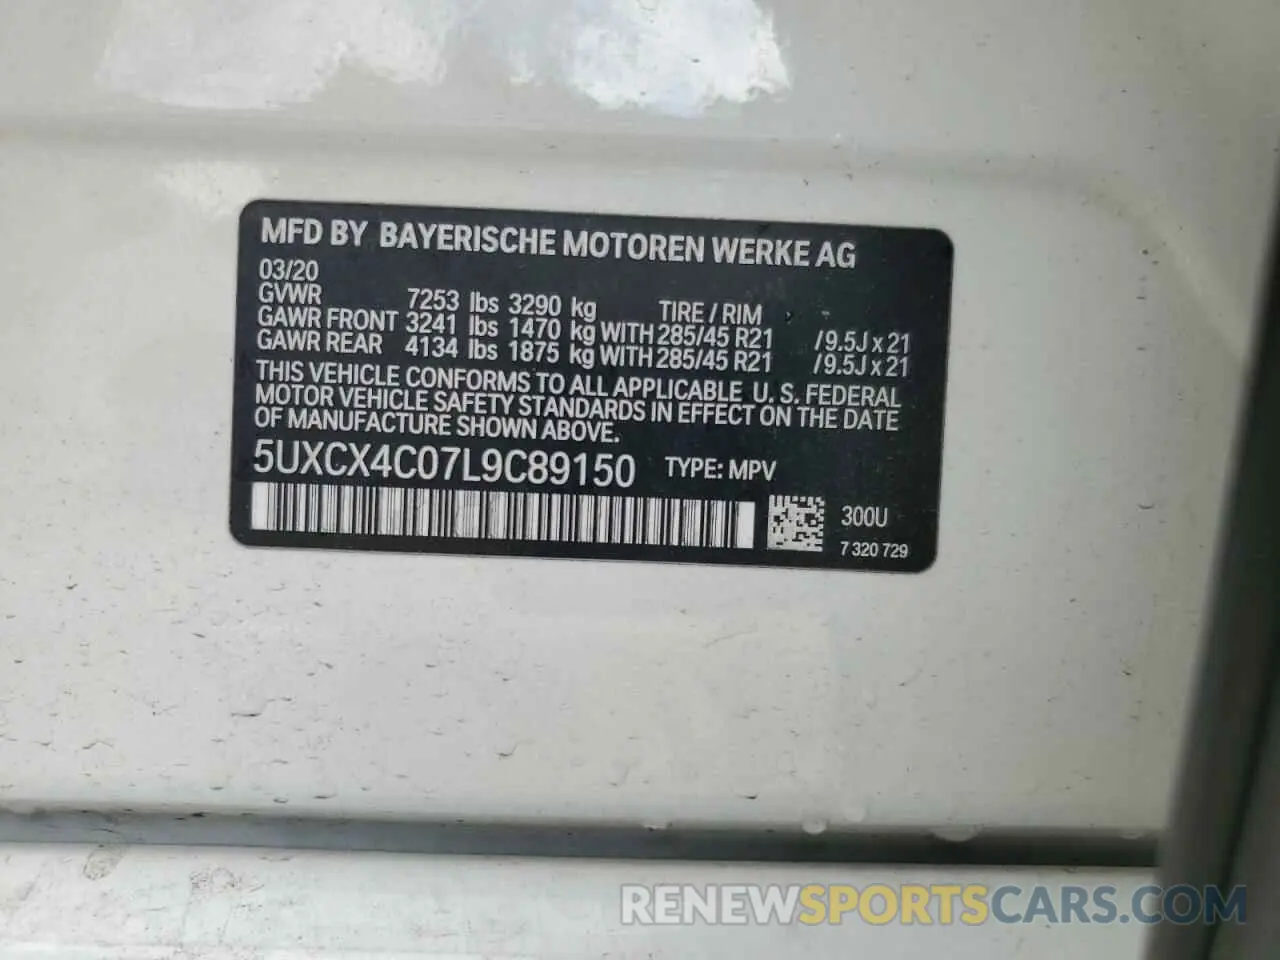 MFD BY BAYERISCHE MOTOREN WERKE AG
03/20
GVWR 7253 lbs 3290 kg TIRE / RIM
GAWR FRONT 3241 lbs 1470 kg WITH 285/45 R21 /9.5J x 21
GAWR REAR 4134 lbs 1875 kg WITH 285/45 R21 /9.5J x 21
THIS VEHICLE CONFORMS TO ALL APPLICABLE U. S. FEDERAL
MOTOR VEHICLE SAFETY STANDARDS IN EFFECT ON THE DATE
OF MANUFACTURE SHOWN ABOVE.
5UXCX4C07L9C89150 TYPE: MPV
300U
7 320 729
RENEWSPORTSCARS.COM